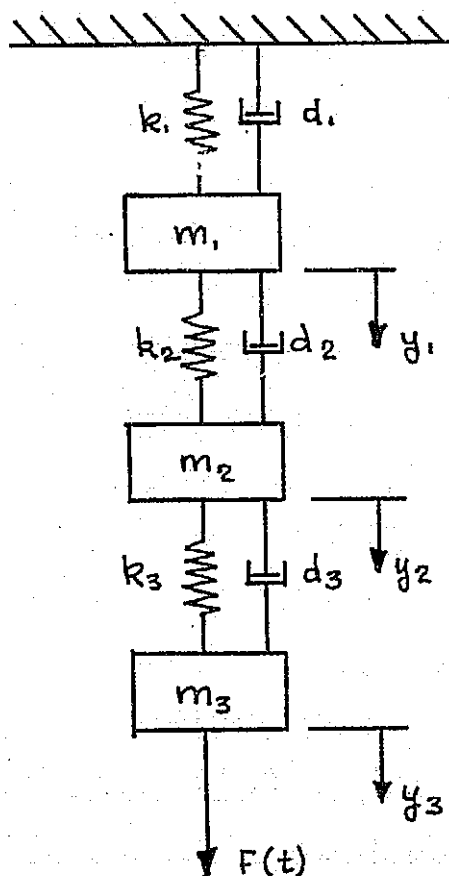 k₁ d₁
m₁
k₂ d₂ y₁
m₂
k₃ d₃ y₂
m₃
y₃
F(t)